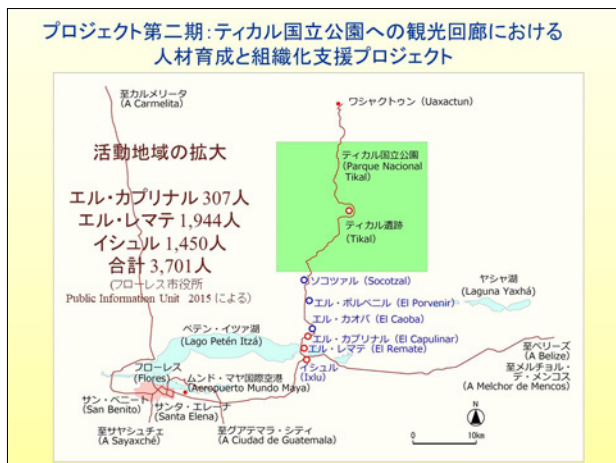 プロジェクト第二期：ティカル国立公園への観光回廊における
人材育成と組織化支援プロジェクト
至カルメリータ
(A Carmelita)
ワシャクトゥン（Uaxactun）
活動地域の拡大
エル・カプリナル 307人
エル・レマテ 1,944人
イシュル 1,450人
合計 3,701人
(フローレス市役所
Public Information Unit 2015 による)
ティカル国立公園
(Parque Nacional
Tikal)
ティカル遺跡
(Tikal)
ソコツァル（Socotzal)
エル・ポルベニル（El Porvenir)
エル・カオバ（El Caoba)
エル・カプリナル（El Capulinar)
エル・レマテ（El Remate)
イシュル
(Ixlu)
ヤシャ湖
(Laguna Yaxhá)
ペテン・イツァ湖
(Lago Petén Itzá)
フローレス
(Flores)
ムンド・マヤ国際空港
(Aeropuerto Mundo Maya)
サン・ベニート
(San Benito)
サンタ・エレーナ
(Santa Elena)
至サヤシュチェ
(A Sayaxché)
至グアテマラ・シティ
(A Ciudad de Guatemala)
至ベリーズ
(A Belize)
至メルチョル・
デ・メンコス
(A Melchor de Mencos)
N
0 10km